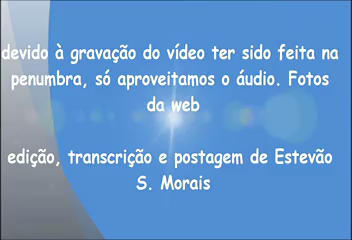 devido à gravação do vídeo ter sido feita na
penumbra, só aproveitamos o áudio. Fotos
da web
edição, transcrição e postagem de Estevão
S. Morais